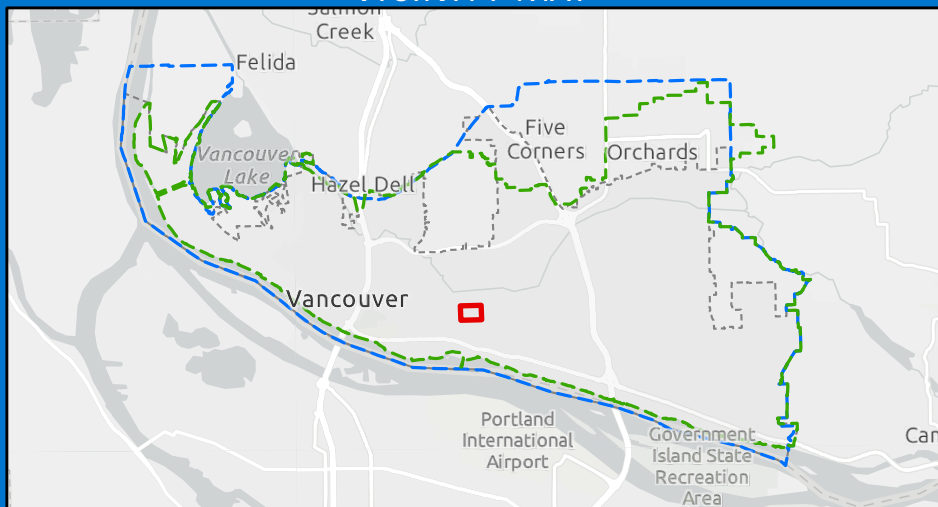 Salmon
Creek
Felida
Five
Corners
Orchards
Vancouver
Lake
Hazel Dell
Vancouver
Portland
International
Airport
Government
Island State
Recreation
Area